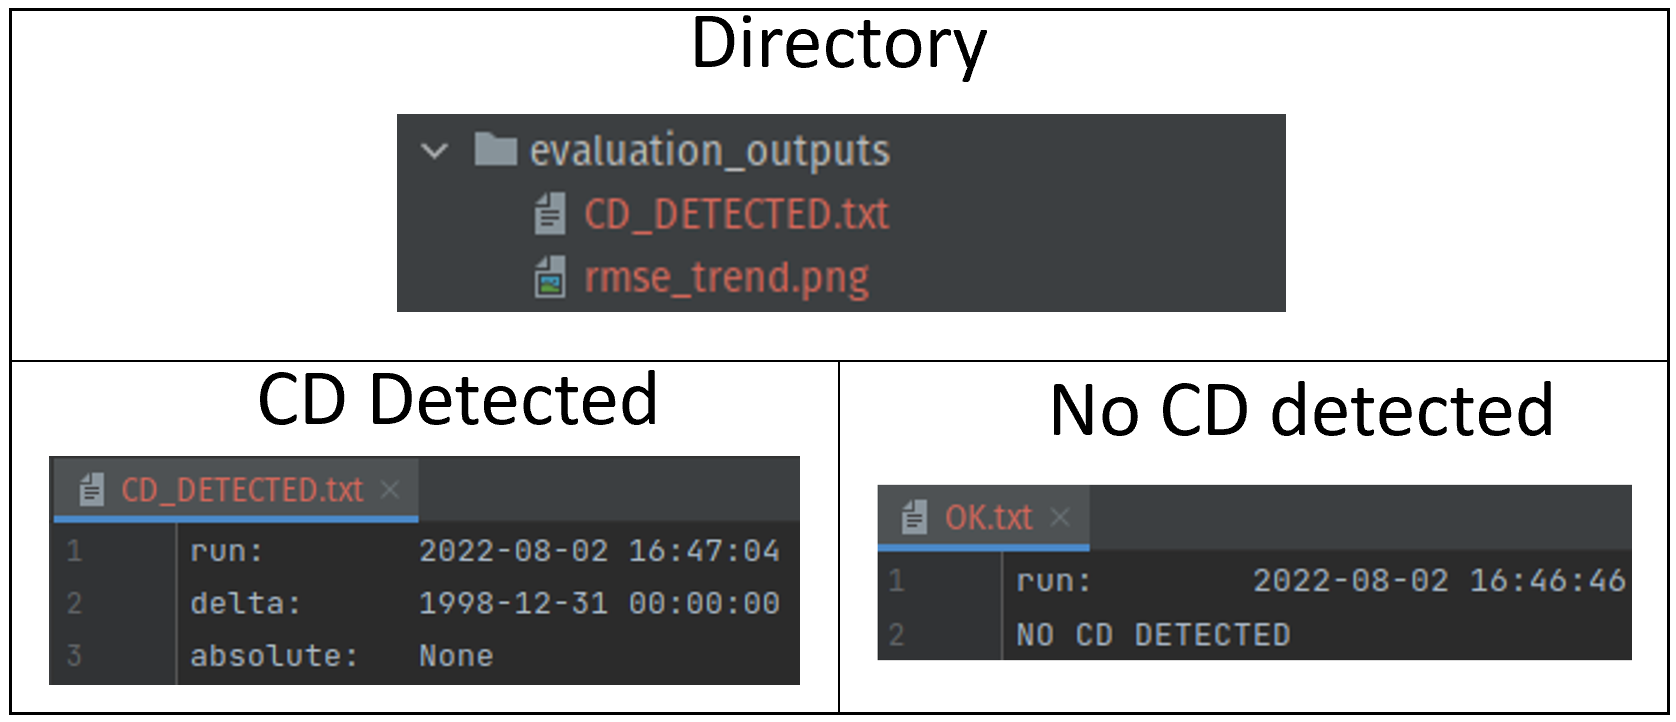 Directory
evaluation_outputs
CD_DETECTED.txt
rmse_trend.png
CD Detected
CD_DETECTED.txt
1 run: 2022-08-02 16:47:04
2 delta: 1998-12-31 00:00:00
3 absolute: None
No CD detected
OK.txt
1 run: 2022-08-02 16:46:46
2 NO CD DETECTED